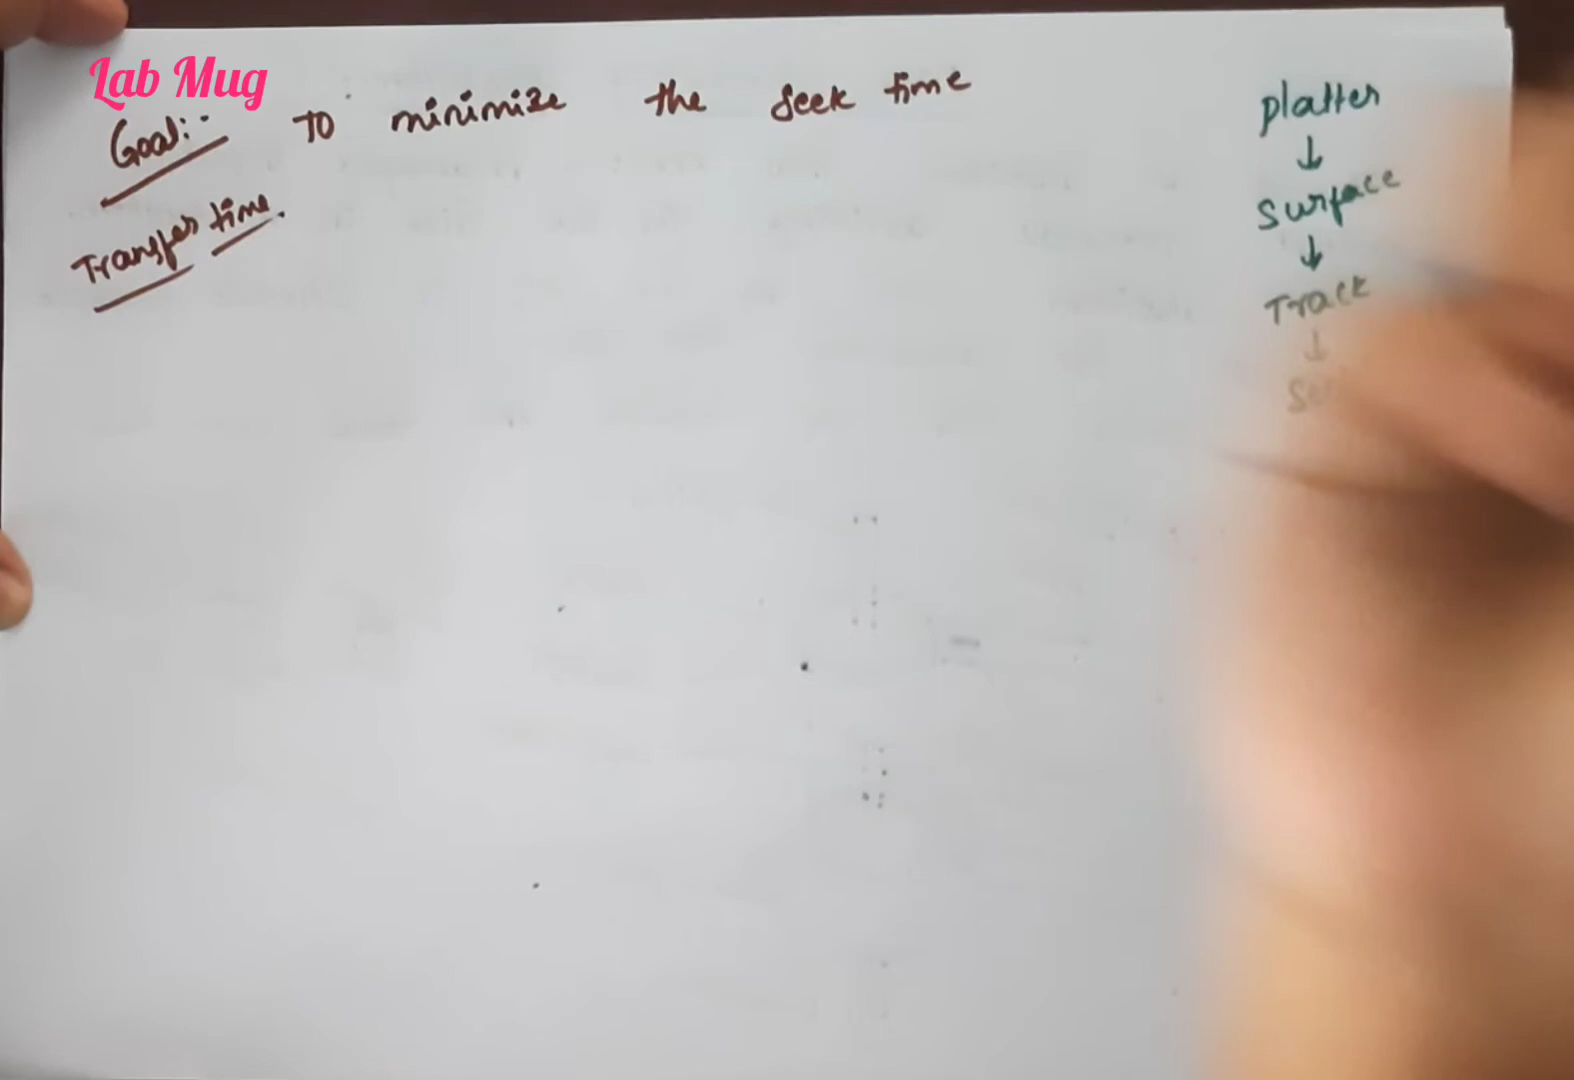 Lab Mug
Goal:- To minimize the seek time
Transfer time.
platter
↓
Surface
↓
Track
↓